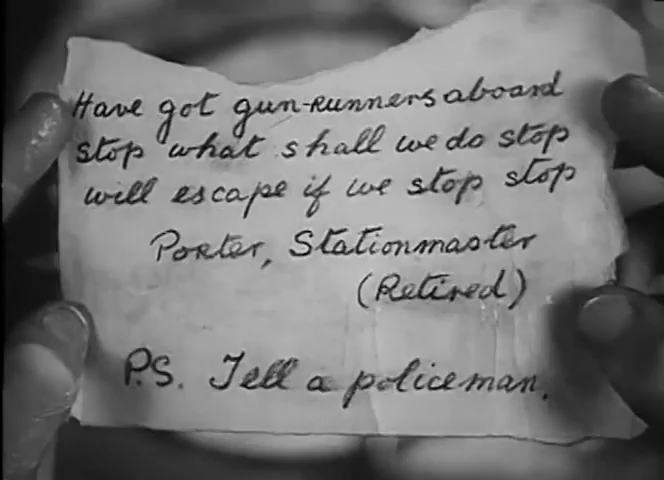 Have got gun-runners aboard
stop what shall we do stop
will escape if we stop stop
Porter, Stationmaster
(Retired)
P.S. Tell a policeman.